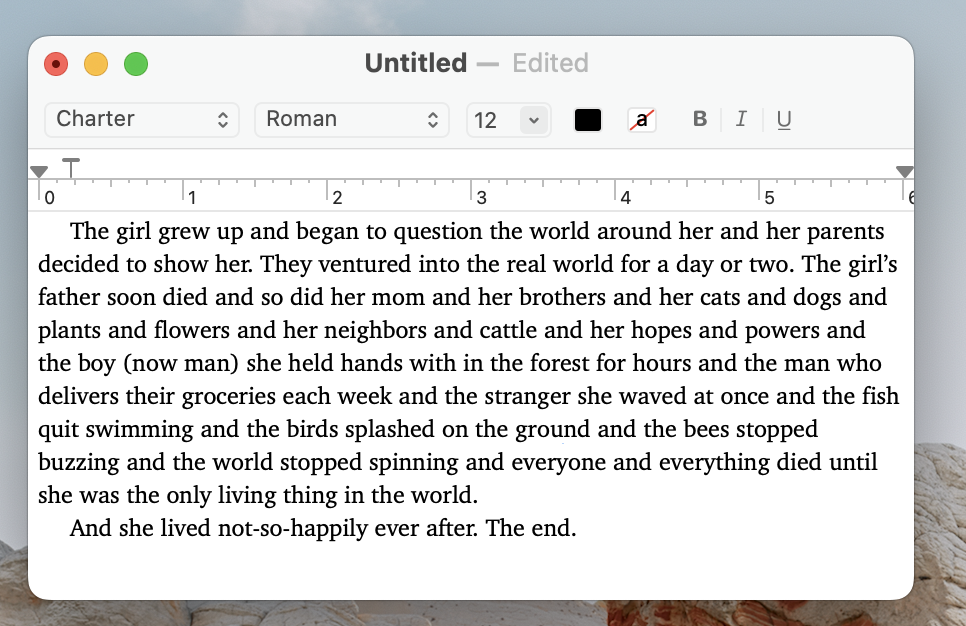 Untitled — Edited
Charter Roman 12 a B I U
0 1 2 3 4 5 6
The girl grew up and began to question the world around her and her parents
decided to show her. They ventured into the real world for a day or two. The girl’s
father soon died and so did her mom and her brothers and her cats and dogs and
plants and flowers and her neighbors and cattle and her hopes and powers and
the boy (now man) she held hands with in the forest for hours and the man who
delivers their groceries each week and the stranger she waved at once and the fish
quit swimming and the birds splashed on the ground and the bees stopped
buzzing and the world stopped spinning and everyone and everything died until
she was the only living thing in the world.
And she lived not-so-happily ever after. The end.